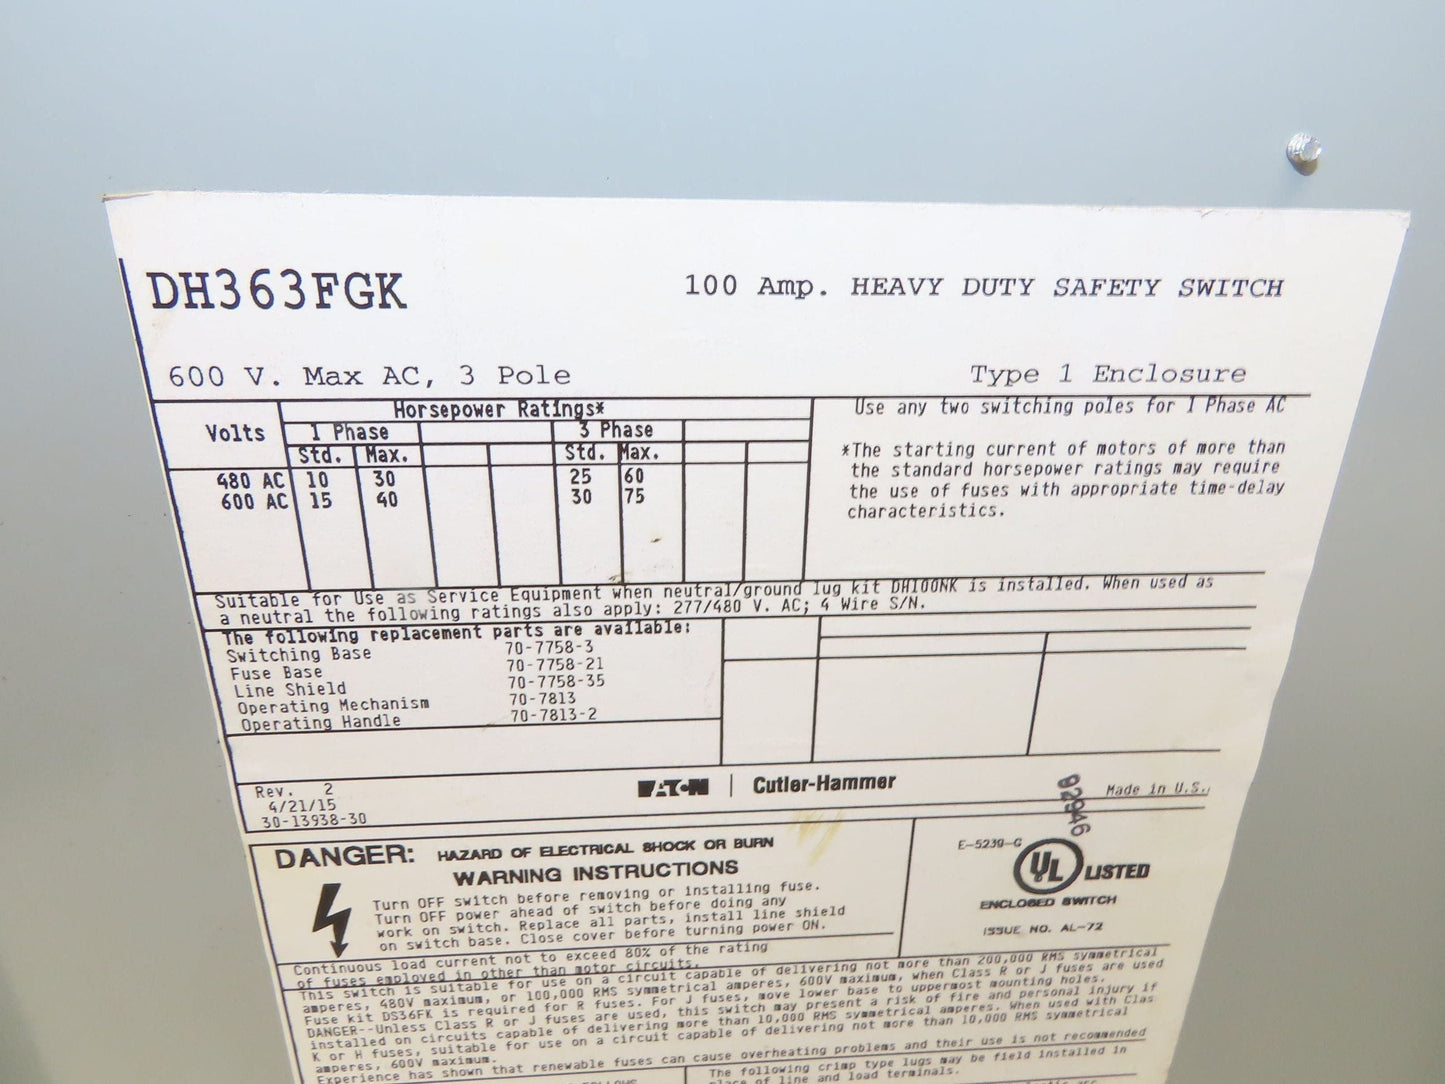 DH363FGK
100 Amp. HEAVY DUTY SAFETY SWITCH
600 V. Max AC, 3 Pole
Type 1 Enclosure
Volts
Horsepower Ratings*
1 Phase 3 Phase
Std. Max. Std. Max.
480 AC 10 30 25 60
600 AC 15 40 30 75
Use any two switching poles for 1 Phase AC
*The starting current of motors of more than
the standard horsepower ratings may require
the use of fuses with appropriate time-delay
characteristics.
Suitable for Use as Service Equipment when neutral/ground lug kit DH100NK is installed. When used as
a neutral the following ratings also apply: 277/480 V. AC; 4 Wire S/N.
The following replacement parts are available:
Switching Base 70-7758-3
Fuse Base 70-7758-21
Line Shield 70-7758-35
Operating Mechanism 70-7813
Operating Handle 70-7813-2
Rev. 2
4/21/15
30-13938-30
EATON | Cutler-Hammer
Made in U.S.
92946
DANGER: HAZARD OF ELECTRICAL SHOCK OR BURN
WARNING INSTRUCTIONS
Turn OFF switch before removing or installing fuse.
Turn OFF power ahead of switch before doing any
work on switch. Replace all parts, install line shield
on switch base. Close cover before turning power ON.
E-5239-G
UL LISTED
ENCLOSED SWITCH
ISSUE NO. AL-72
Continuous load current not to exceed 80% of the rating
of fuses employed in other than motor circuits.
This switch is suitable for use on a circuit capable of delivering not more than 200,000 RMS symmetrical
amperes, 480V maximum, or 100,000 RMS symmetrical amperes, 600V maximum, when Class R or J fuses are used
Fuse kit DS36FK is required for R fuses. For J fuses, move lower base to uppermost mounting holes.
DANGER--Unless Class R or J fuses are used, this switch may present a risk of fire and personal injury if
installed on circuits capable of delivering more than 10,000 RMS symmetrical amperes. When used with Clas
K or H fuses, suitable for use on a circuit capable of delivering not more than 10,000 RMS symmetrical
amperes, 600V maximum.
Experience has shown that renewable fuses can cause overheating problems and their use is not recommended
The following crimp type lugs may be field installed in
place of line and load terminals.